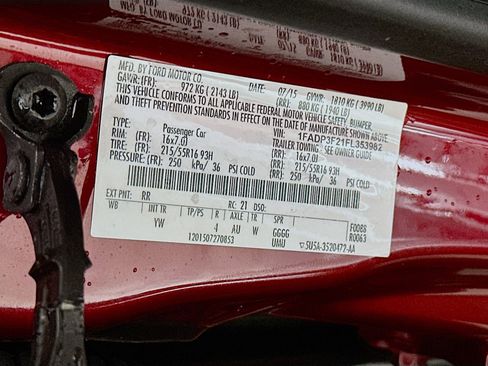 MFD. BY FORD MOTOR CO.
DATE: 07/15 GVWR: 1810 KG ( 3990 LB)
GAWR:(FR): 972 KG ( 2143 LB) (RR): 880 KG ( 1940 LB)
THIS VEHICLE CONFORMS TO ALL APPLICABLE FEDERAL MOTOR VEHICLE SAFETY, BUMPER,
AND THEFT PREVENTION STANDARDS IN EFFECT ON THE DATE OF MANUFACTURE SHOWN ABOVE.
VIN: 1FADP3F21FL353982
TYPE: Passenger Car TRAILER TOWING - SEE OWNER GUIDE
RIM: (FR): 16x7.0J (RR): 16x7.0J
TIRE: (FR): 215/55R16 93H (RR): 215/55R16 93H
PRESSURE: (FR): 250 kPa/ 36 PSI COLD (RR): 250 kPa/ 36 PSI COLD
EXT PNT: RR RC: 21 DSO:
WB INT TR TP/PS R AXLE TR SPR
YW 4 AU W GGGG F0085
UMU R0063
1201507270853 5U5A-3520472-AA